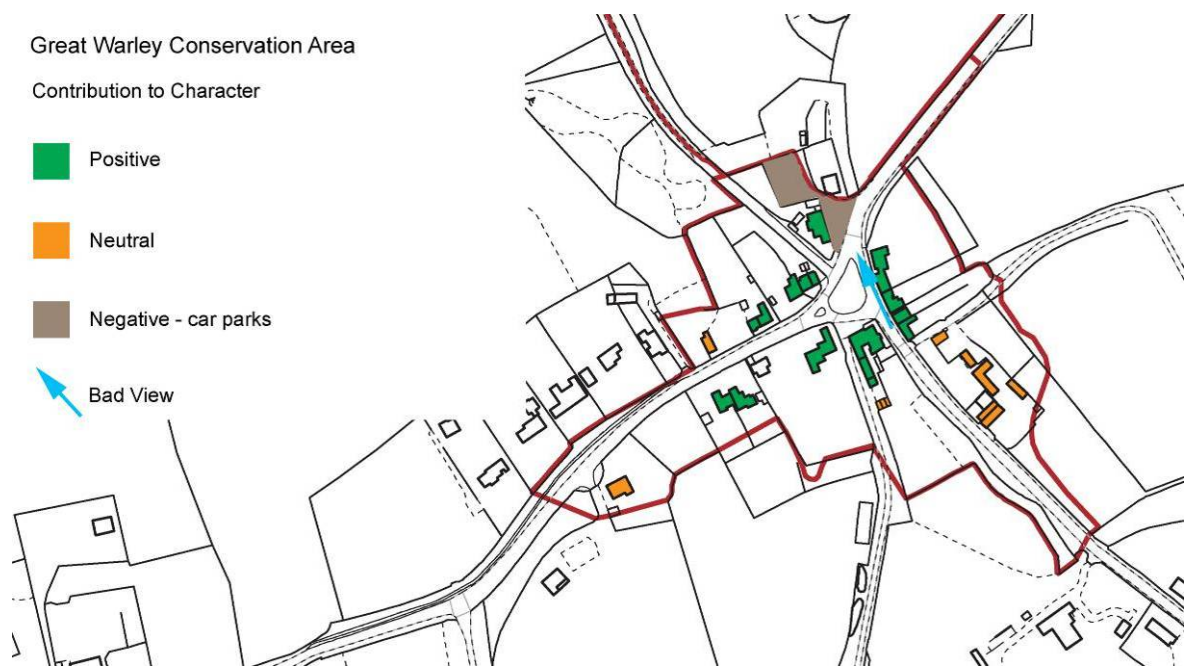 Great Warley Conservation Area
Contribution to Character
Positive
Neutral
Negative - car parks
Bad View